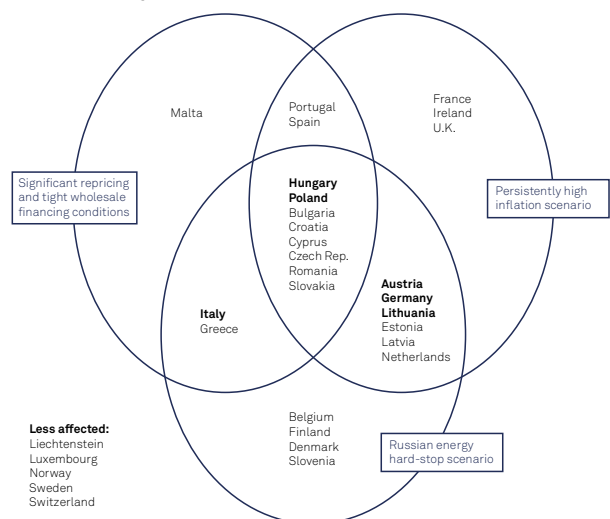 Malta
Portugal
Spain
France
Ireland
U.K.
Significant repricing
and tight wholesale
financing conditions
Hungary
Poland
Bulgaria
Croatia
Cyprus
Czech Rep.
Romania
Slovakia
Persistently high
inflation scenario
Italy
Greece
Austria
Germany
Lithuania
Estonia
Latvia
Netherlands
Belgium
Finland
Denmark
Slovenia
Russian energy
hard-stop scenario
Less affected:
Liechtenstein
Luxembourg
Norway
Sweden
Switzerland